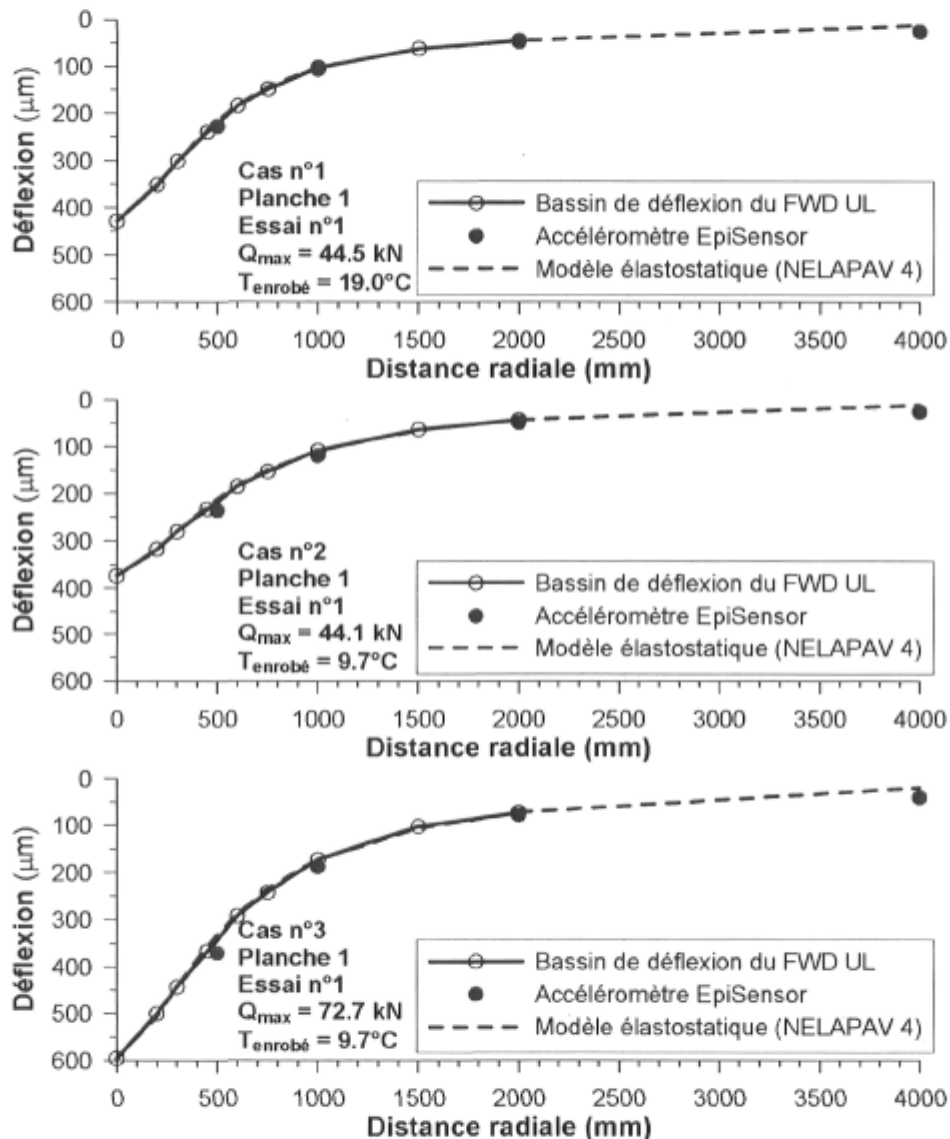 0
100
200
300
400
500
600
Déflexion (μm)
Cas n°1
Planche 1
Essai n°1
Qmax = 44.5 kN
Tenrobé = 19.0°C
Bassin de déflexion du FWD UL
Accéléromètre EpiSensor
Modèle élastostatique (NELAPAV 4)
0 500 1000 1500 2000 2500 3000 3500 4000
Distance radiale (mm)
0
100
200
300
400
500
600
Déflexion (μm)
Cas n°2
Planche 1
Essai n°1
Qmax = 44.1 kN
Tenrobé = 9.7°C
Bassin de déflexion du FWD UL
Accéléromètre EpiSensor
Modèle élastostatique (NELAPAV 4)
0 500 1000 1500 2000 2500 3000 3500 4000
Distance radiale (mm)
0
100
200
300
400
500
600
Déflexion (μm)
Cas n°3
Planche 1
Essai n°1
Qmax = 72.7 kN
Tenrobé = 9.7°C
Bassin de déflexion du FWD UL
Accéléromètre EpiSensor
Modèle élastostatique (NELAPAV 4)
0 500 1000 1500 2000 2500 3000 3500 4000
Distance radiale (mm)